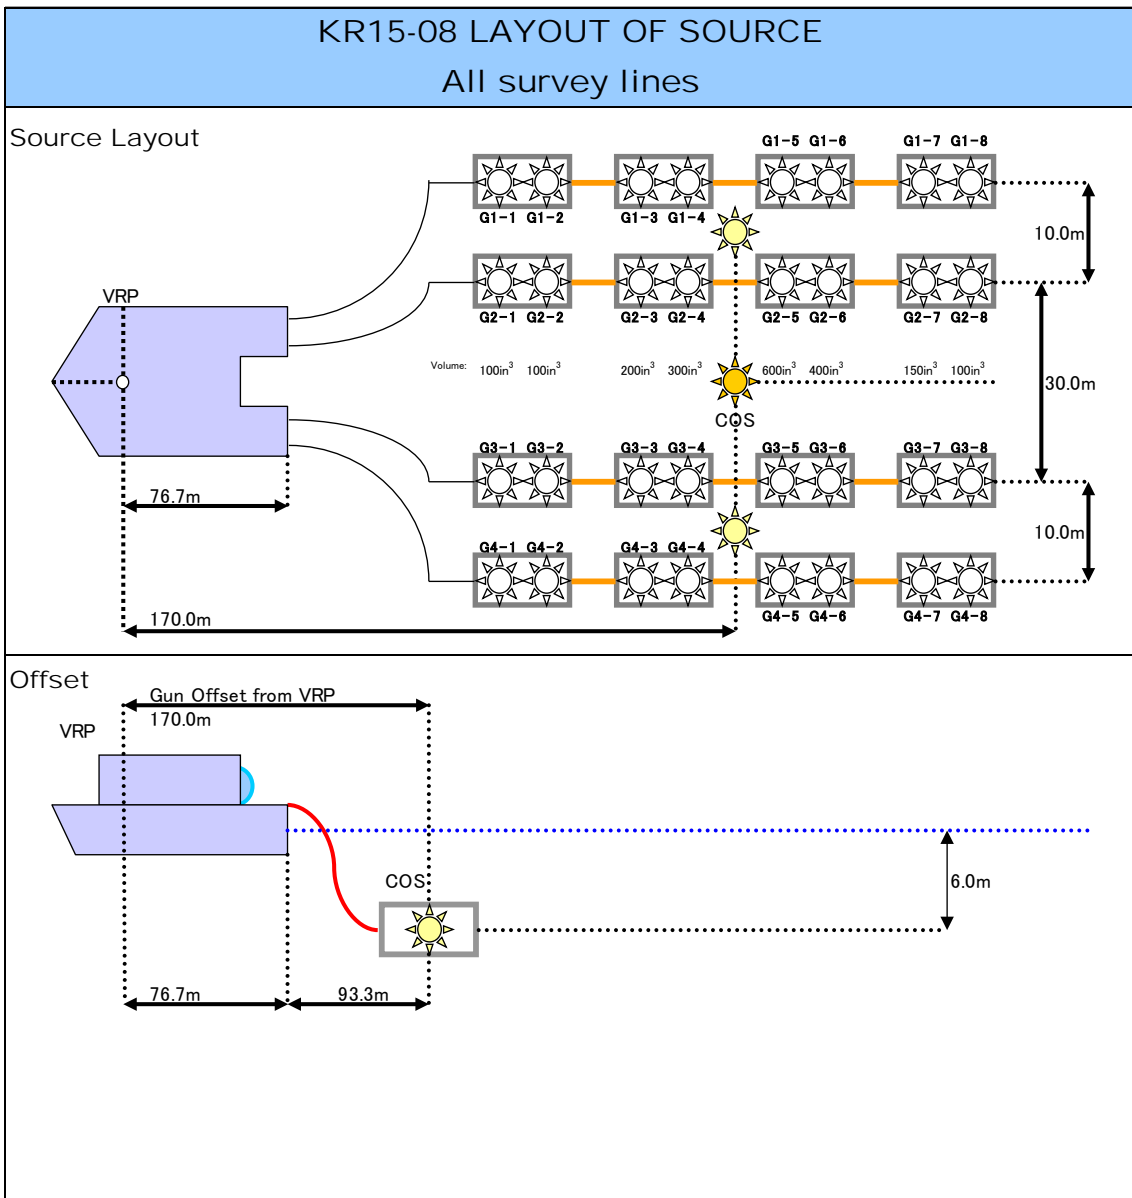 KR15-08 LAYOUT OF SOURCE
All survey lines
Source Layout
G1-5 G1-6 G1-7 G1-8
G1-1 G1-2 G1-3 G1-4
10.0m
VRP
G2-1 G2-2 G2-3 G2-4 G2-5 G2-6 G2-7 G2-8
Volume: 100in³ 100in³ 200in³ 300in³ 600in³ 400in³ 150in³ 100in³
30.0m
COS
G3-1 G3-2 G3-3 G3-4 G3-5 G3-6 G3-7 G3-8
76.7m
10.0m
G4-1 G4-2 G4-3 G4-4
170.0m
G4-5 G4-6 G4-7 G4-8
Offset
Gun Offset from VRP
170.0m
VRP
COS
6.0m
76.7m 93.3m